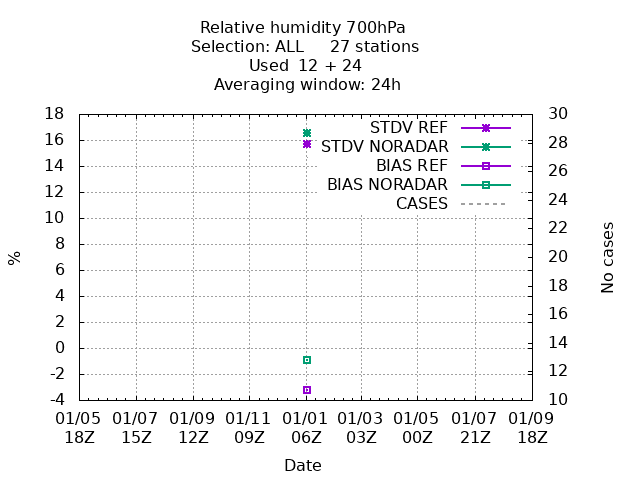 Relative humidity 700hPa
Selection: ALL     27 stations
Used  12 + 24
Averaging window: 24h
18
16
14
12
10
8
6
4
2
0
-2
-4
%
30
28
26
24
22
20
18
16
14
12
10
No cases
STDV REF
STDV NORADAR
BIAS REF
BIAS NORADAR
CASES
01/05 01/07 01/09 01/11 01/01 01/03 01/05 01/07 01/09
18Z 15Z 12Z 09Z 06Z 03Z 00Z 21Z 18Z
Date